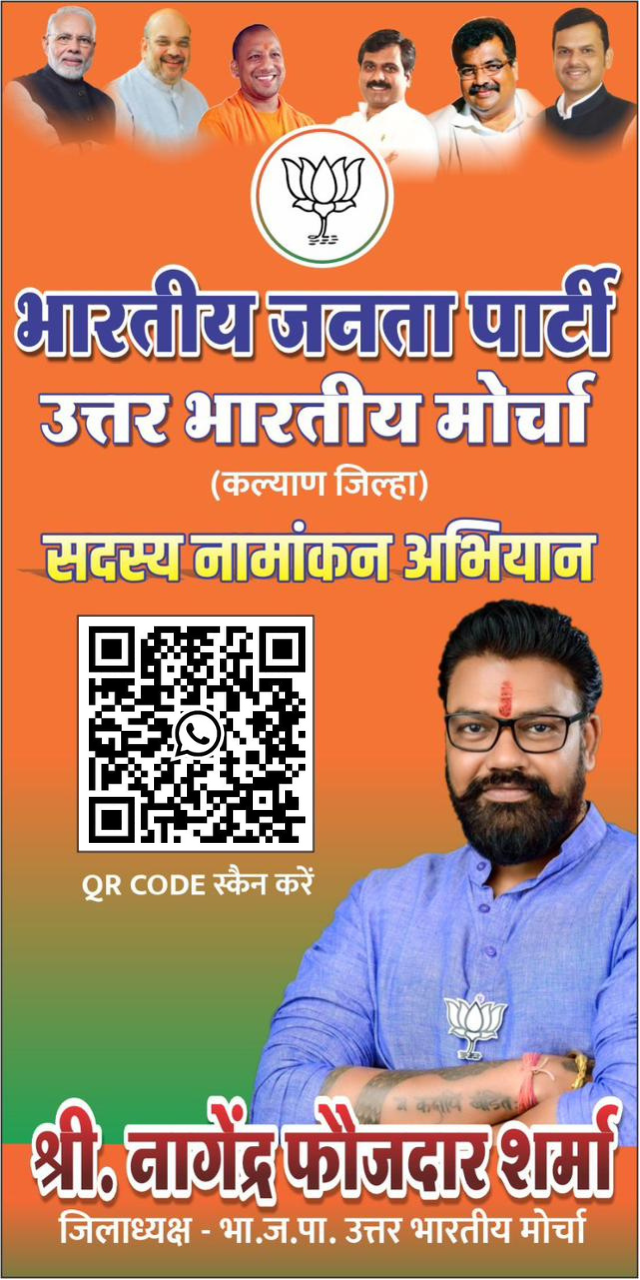 भारतीय जनता पार्टी
उत्तर भारतीय मोर्चा
(कल्याण जिल्हा)
सदस्य नामांकन अभियान
QR CODE स्कैन करें
श्री. नागेंद्र फौजदार शर्मा
जिलाध्यक्ष - भा.ज.पा. उत्तर भारतीय मोर्चा